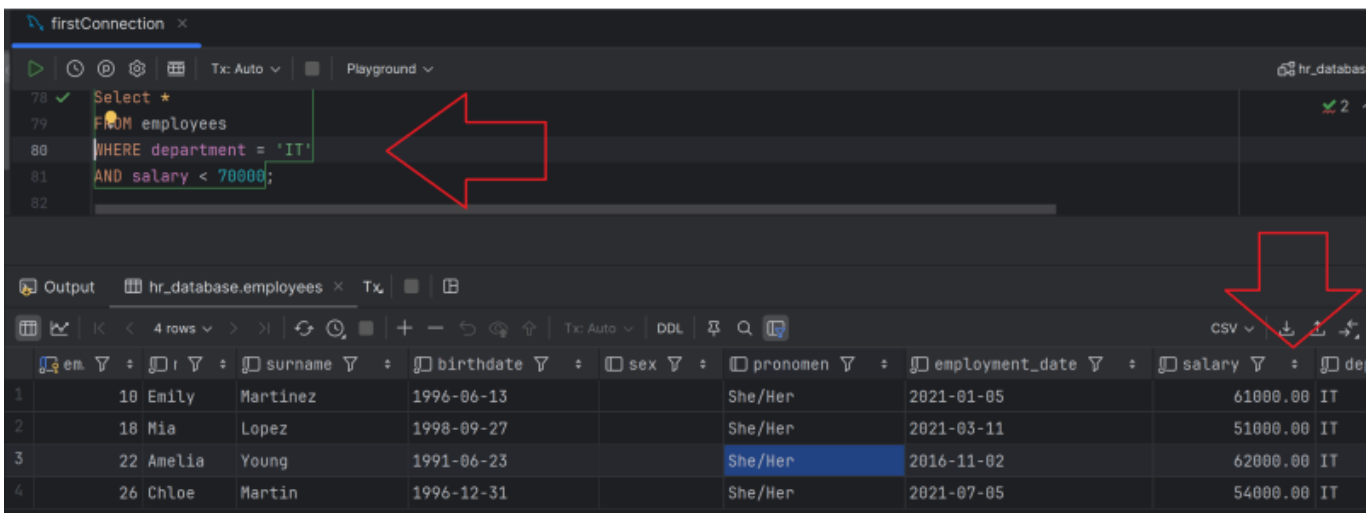 firstConnection ×
Tx: Auto Playground hr_databas
78 Select *
79 FROM employees
80 WHERE department = 'IT'
81 AND salary < 70000;
82
2
Output hr_database.employees × Tx
4 rows Tx: Auto DDL CSV
em. r surname birthdate sex pronomen employment_date salary dep
1 10 Emily Martinez 1996-06-13 She/Her 2021-01-05 61000.00 IT
2 18 Mia Lopez 1998-09-27 She/Her 2021-03-11 51000.00 IT
3 22 Amelia Young 1991-06-23 She/Her 2016-11-02 62000.00 IT
4 26 Chloe Martin 1996-12-31 She/Her 2021-07-05 54000.00 IT